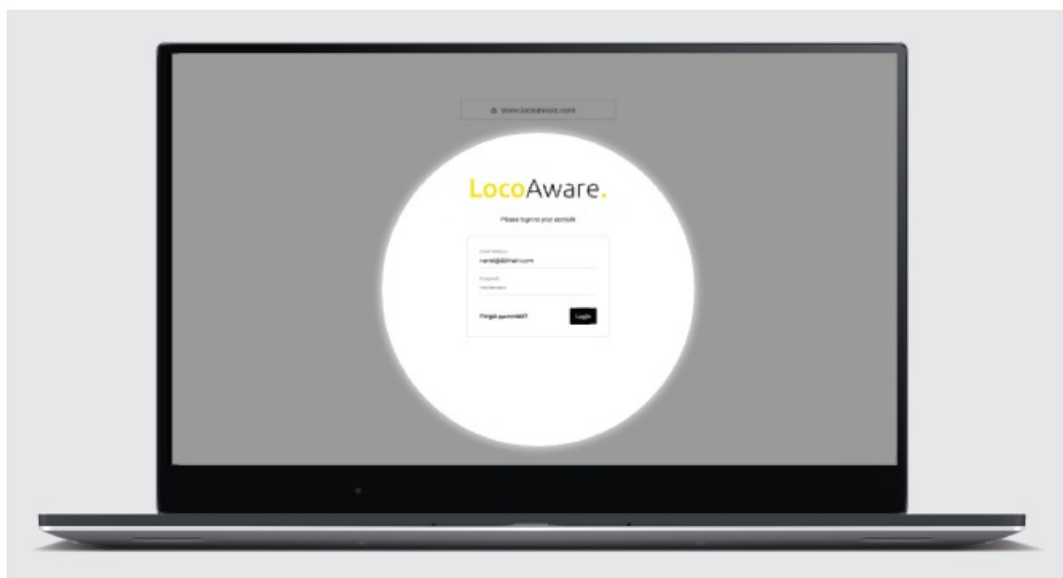 www.locoaware.com
LocoAware.
Please login to your account
Email address
name@domain.com
Password
Forgot password?
Login